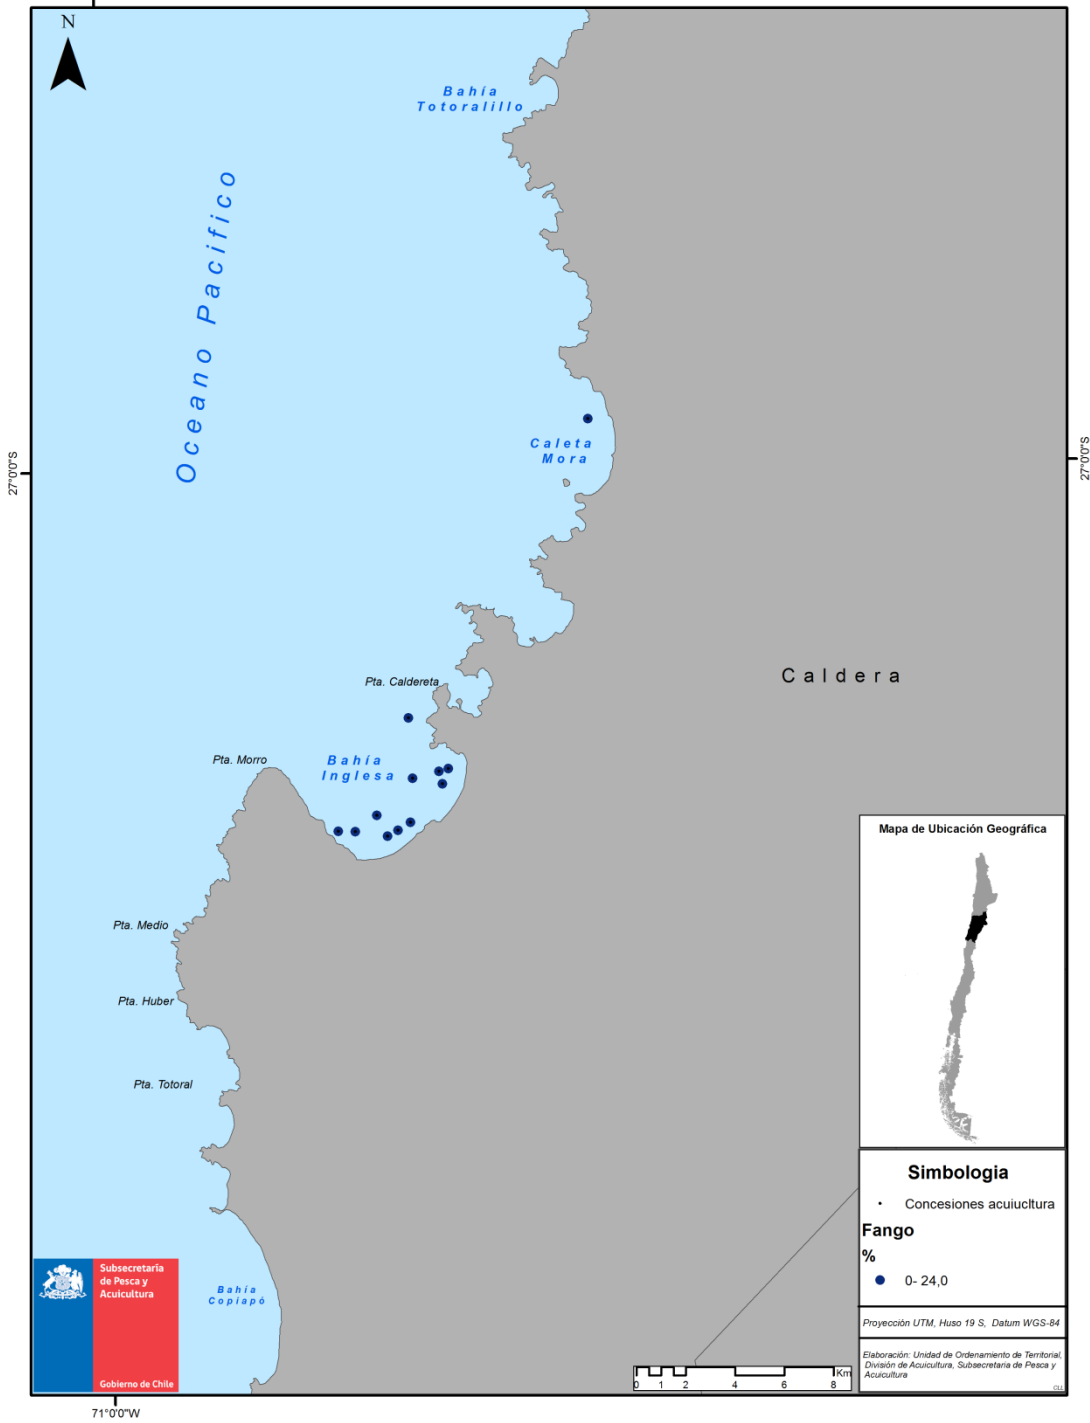 N
Bahía
Totoralillo
Oceano Pacifico
Caleta
Mora
27°0'0"S
27°0'0"S
Pta. Caldereta
Caldera
Pta. Morro
Bahía
Inglesa
Pta. Medio
Pta. Huber
Pta. Totoral
Bahía
Copiapó
Mapa de Ubicación Geográfica
Simbologia
Concesiones acuiucltura
Fango
%
0- 24,0
Proyección UTM, Huso 19 S, Datum WGS-84
Elaboración: Unidad de Ordenamiento de Territorial,
División de Acuicultura, Subsecretaria de Pesca y
Acuicultura
CLL
Subsecretaría
de Pesca y
Acuicultura
Gobierno de Chile
Km
0 1 2 4 6 8
71°0'0"W